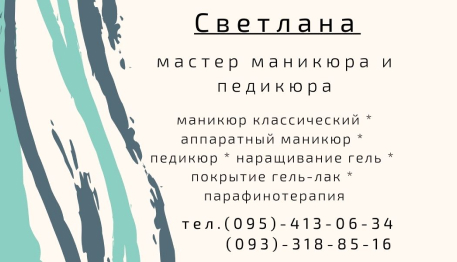 Светлана
мастер маникюра и
педикюра
маникюр классический *
аппаратный маникюр *
педикюр * наращивание гель *
покрытие гель-лак *
парафинотерапия
тел.(095)-413-06-34
(093)-318-85-16